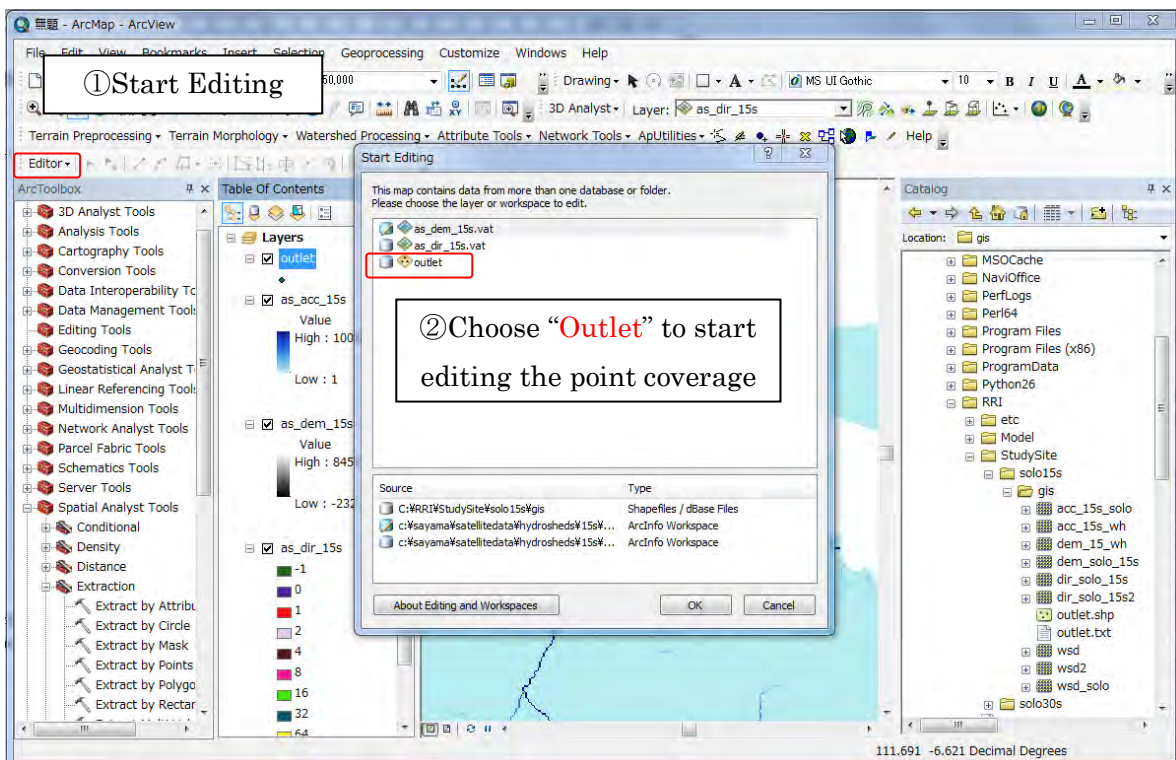 無題 - ArcMap - ArcView
File Edit View Bookmarks Insert Selection Geoprocessing Customize Windows Help
①Start Editing
Drawing A MS UI Gothic 10 B I U A
3D Analyst Layer: as_dir_15s
Terrain Preprocessing Terrain Morphology Watershed Processing Attribute Tools Network Tools ApUtilities Help
Editor
ArcToolbox
3D Analyst Tools
Analysis Tools
Cartography Tools
Conversion Tools
Data Interoperability Tc
Data Management Tool
Editing Tools
Geocoding Tools
Geostatistical Analyst T
Linear Referencing Tool
Multidimension Tools
Network Analyst Tools
Parcel Fabric Tools
Schematics Tools
Server Tools
Spatial Analyst Tools
Conditional
Density
Distance
Extraction
Extract by Attribu
Extract by Circle
Extract by Mask
Extract by Points
Extract by Polygo
Extract by Rectar
Table Of Contents
Layers
outlet
as_acc_15s
Value
High : 100
Low : 1
as_dem_15s
Value
High : 845
Low : -232
as_dir_15s
-1
0
1
2
4
8
16
32
64
Start Editing
This map contains data from more than one database or folder.
Please choose the layer or workspace to edit.
as_dem_15s.vat
as_dir_15s.vat
outlet
②Choose “Outlet” to start
editing the point coverage
Source Type
C:¥RRI¥StudySite¥solo15s¥gis Shapefiles / dBase Files
c:¥sayama¥satellitedata¥hydrosheds¥15s¥... ArcInfo Workspace
c:¥sayama¥satellitedata¥hydrosheds¥15s¥... ArcInfo Workspace
About Editing and Workspaces OK Cancel
Catalog
Location: gis
MSOCache
NaviOffice
PerfLogs
Perl64
Program Files
Program Files (x86)
ProgramData
Python26
RRI
etc
Model
StudySite
solo15s
gis
acc_15s_solo
acc_15s_wh
dem_15_wh
dem_solo_15s
dir_solo_15s
dir_solo_15s2
outlet.shp
outlet.txt
wsd
wsd2
wsd_solo
solo30s
111.691 -6.621 Decimal Degrees